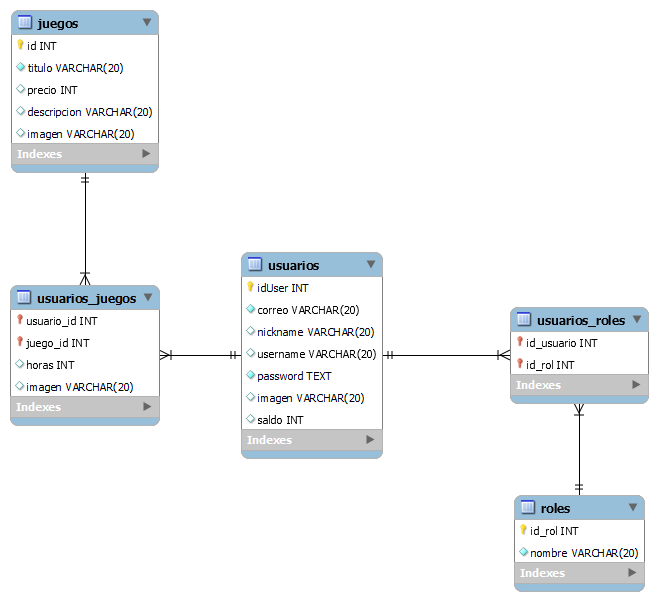 juegos
id INT
titulo VARCHAR(20)
precio INT
descripcion VARCHAR(20)
imagen VARCHAR(20)
Indexes
usuarios_juegos
usuario_id INT
juego_id INT
horas INT
imagen VARCHAR(20)
Indexes
usuarios
idUser INT
correo VARCHAR(20)
nickname VARCHAR(20)
username VARCHAR(20)
password TEXT
imagen VARCHAR(20)
saldo INT
Indexes
usuarios_roles
id_usuario INT
id_rol INT
Indexes
roles
id_rol INT
nombre VARCHAR(20)
Indexes